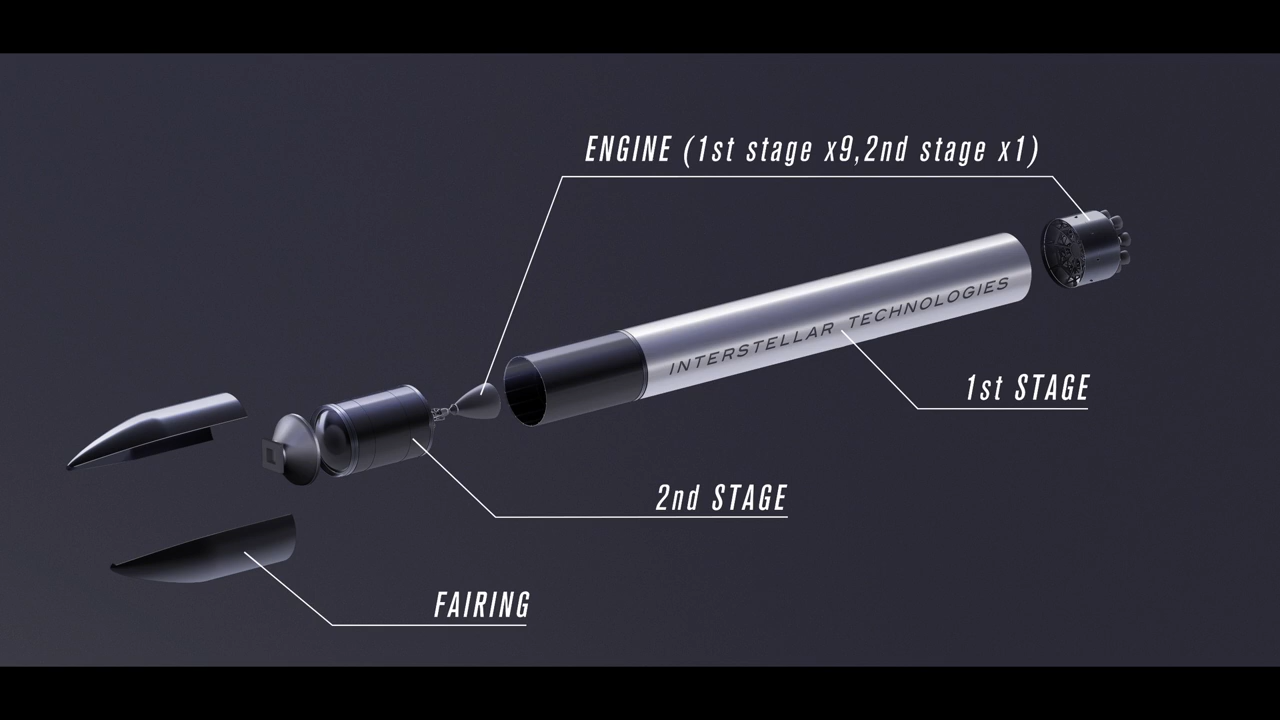 ENGINE (1st stage x9,2nd stage x1)
INTERSTELLAR TECHNOLOGIES
1st STAGE
2nd STAGE
FAIRING